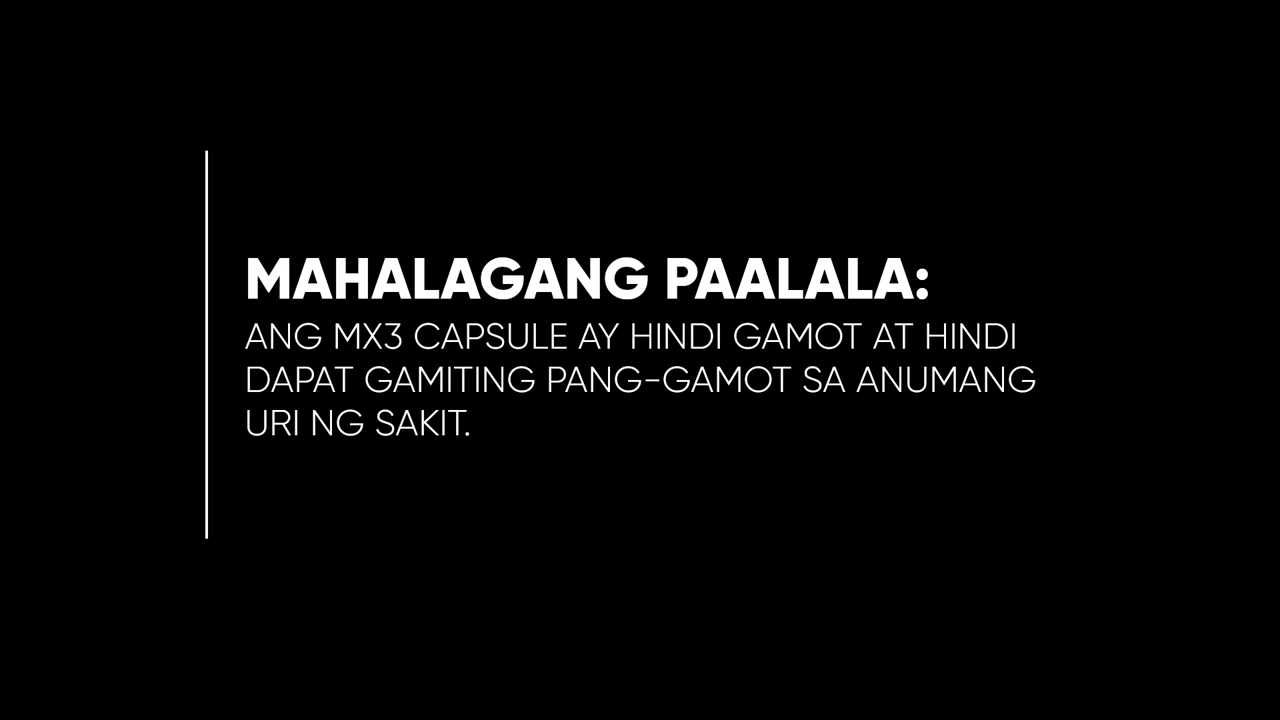 MAHALAGANG PAALALA:
ANG MX3 CAPSULE AY HINDI GAMOT AT HINDI
DAPAT GAMITING PANG-GAMOT SA ANUMANG
URI NG SAKIT.